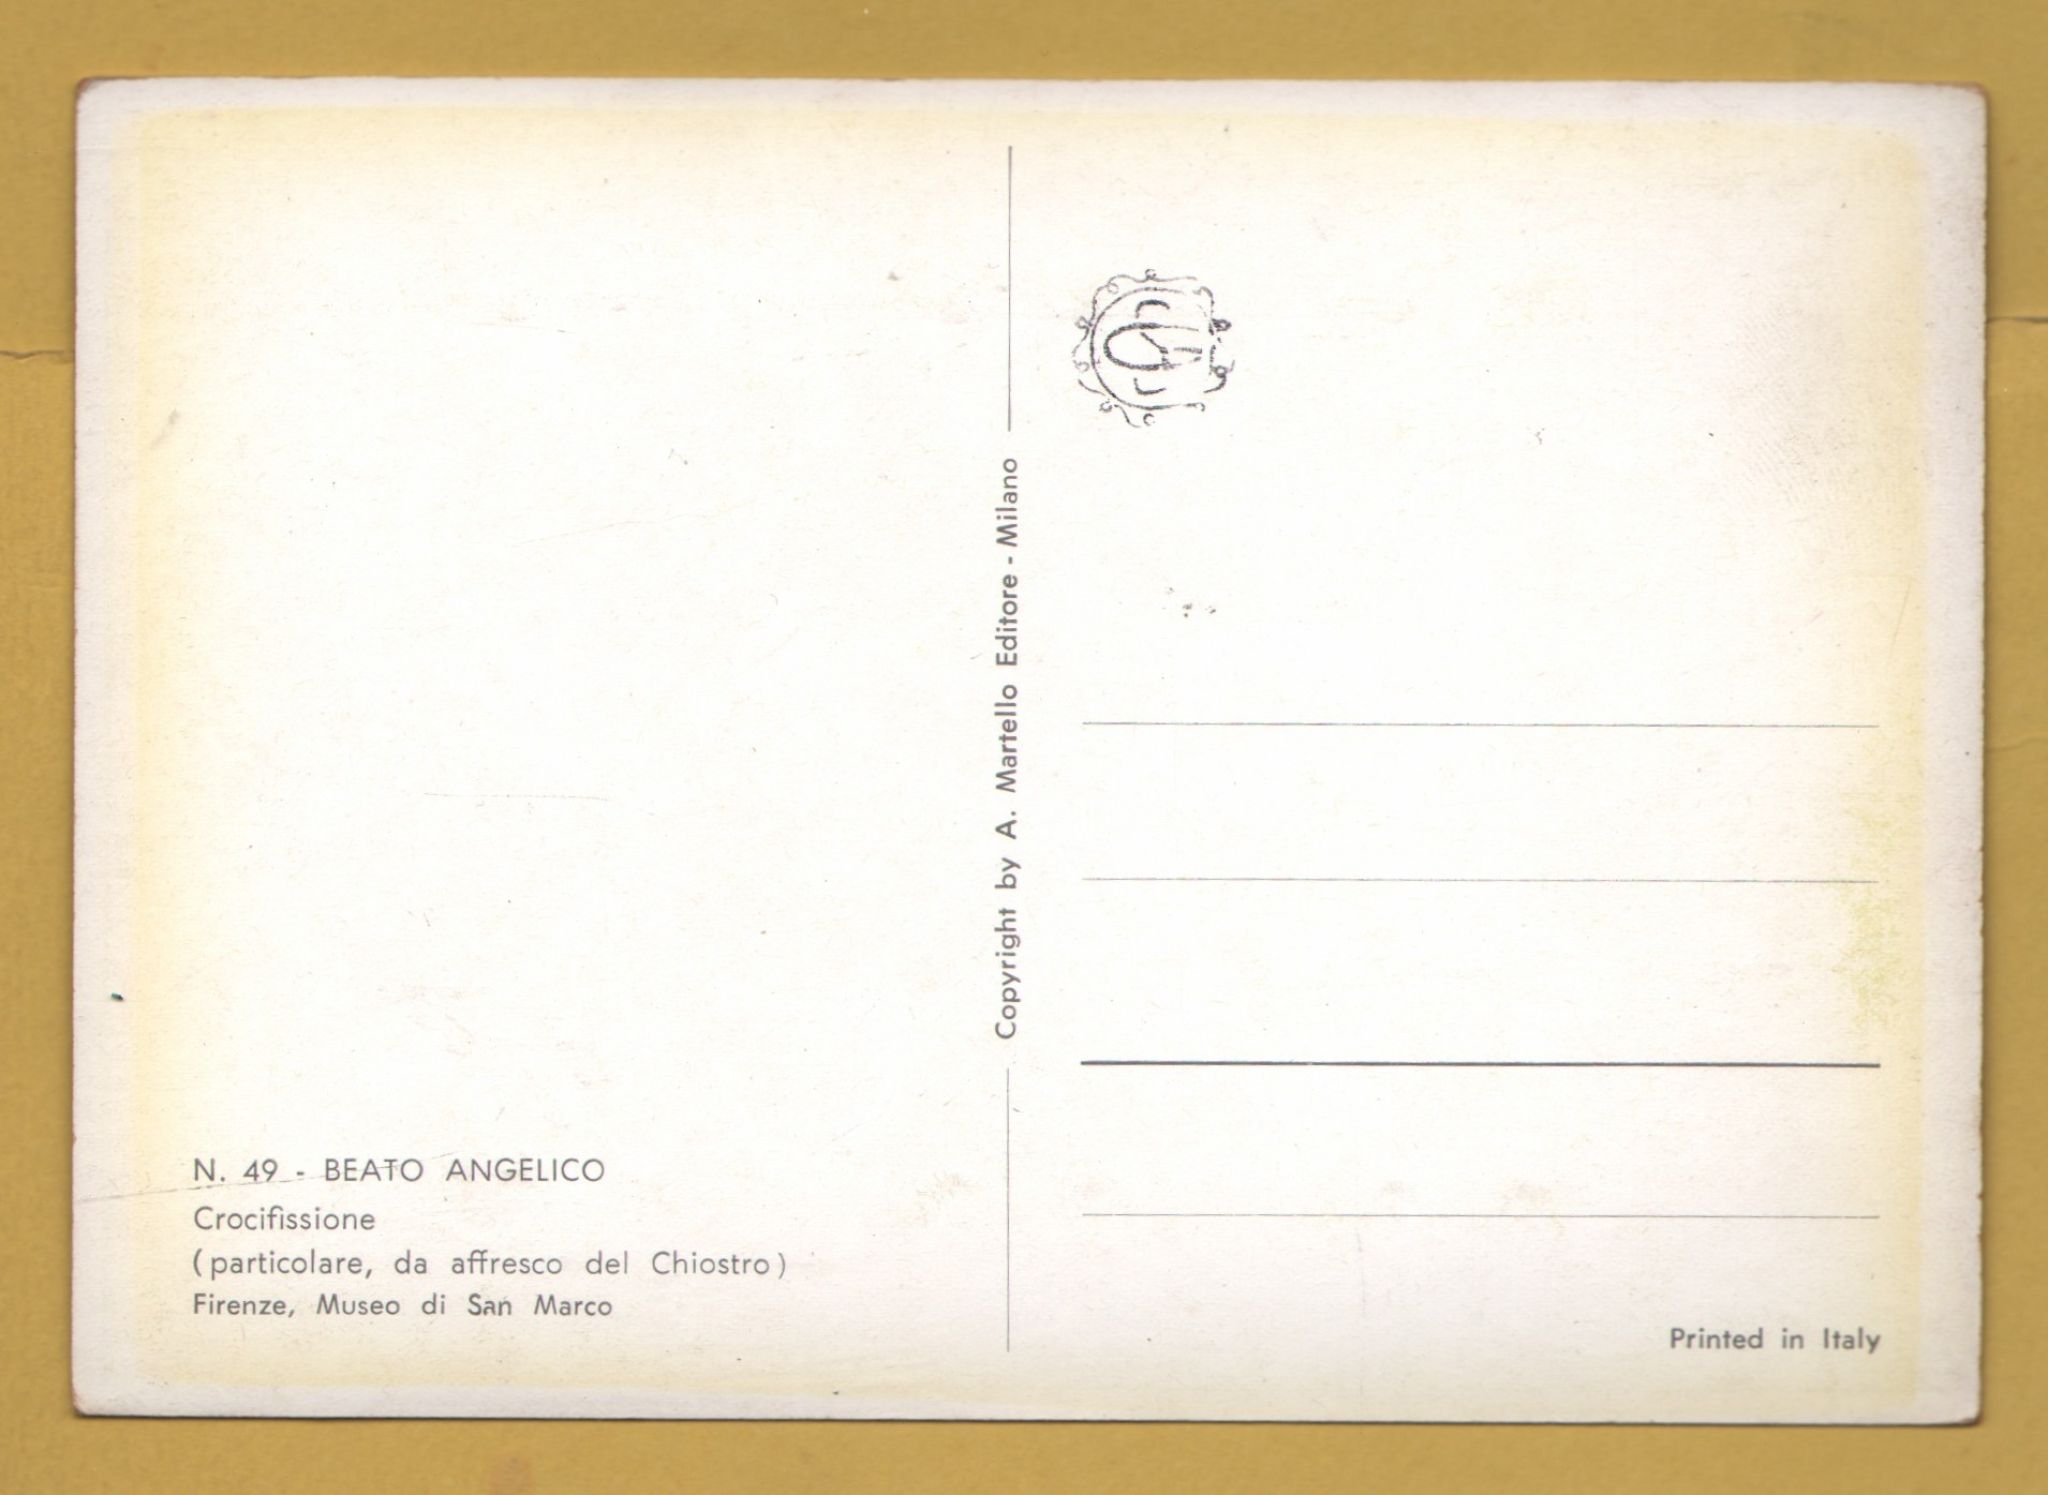 N. 49 - BEATO ANGELICO
Crocifissione
(particolare, da affresco del Chiostro)
Firenze, Museo di San Marco
Copyright by A. Martello Editore - Milano
Printed in Italy